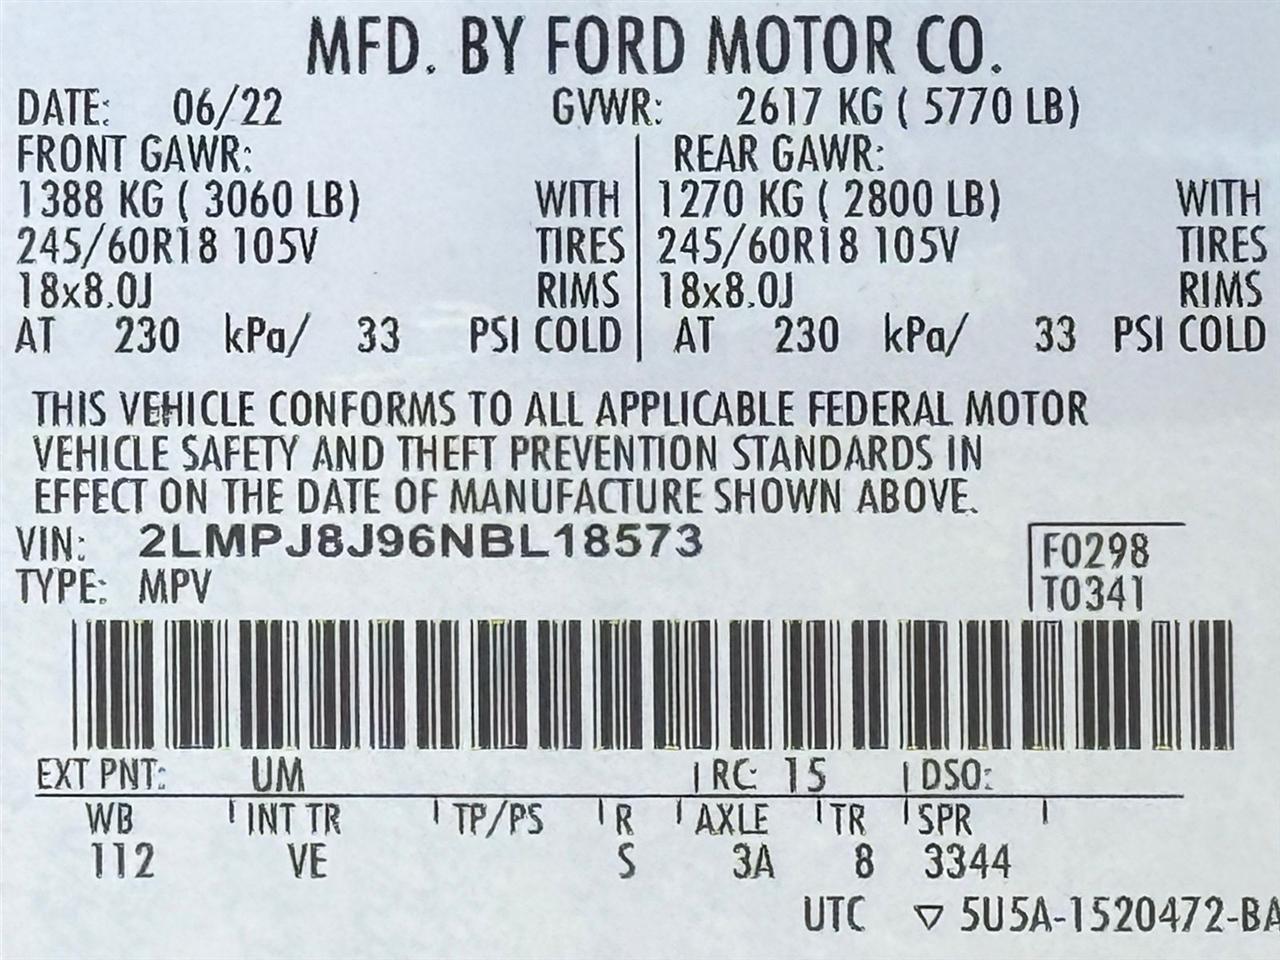 MFD. BY FORD MOTOR CO.
DATE: 06/22 GVWR: 2617 KG ( 5770 LB)
FRONT GAWR: REAR GAWR:
1388 KG ( 3060 LB) WITH 1270 KG ( 2800 LB) WITH
245/60R18 105V TIRES 245/60R18 105V TIRES
18x8.0J RIMS 18x8.0J RIMS
AT 230 kPa/ 33 PSI COLD AT 230 kPa/ 33 PSI COLD
THIS VEHICLE CONFORMS TO ALL APPLICABLE FEDERAL MOTOR
VEHICLE SAFETY AND THEFT PREVENTION STANDARDS IN
EFFECT ON THE DATE OF MANUFACTURE SHOWN ABOVE.
VIN: 2LMPJ8J96NBL18573 F0298
TYPE: MPV T0341
EXT PNT: UM RC: 15 DSO:
WB INT TR TP/PS R AXLE TR SPR
112 VE S 3A 8 3344
UTC ▽ 5U5A-1520472-BA